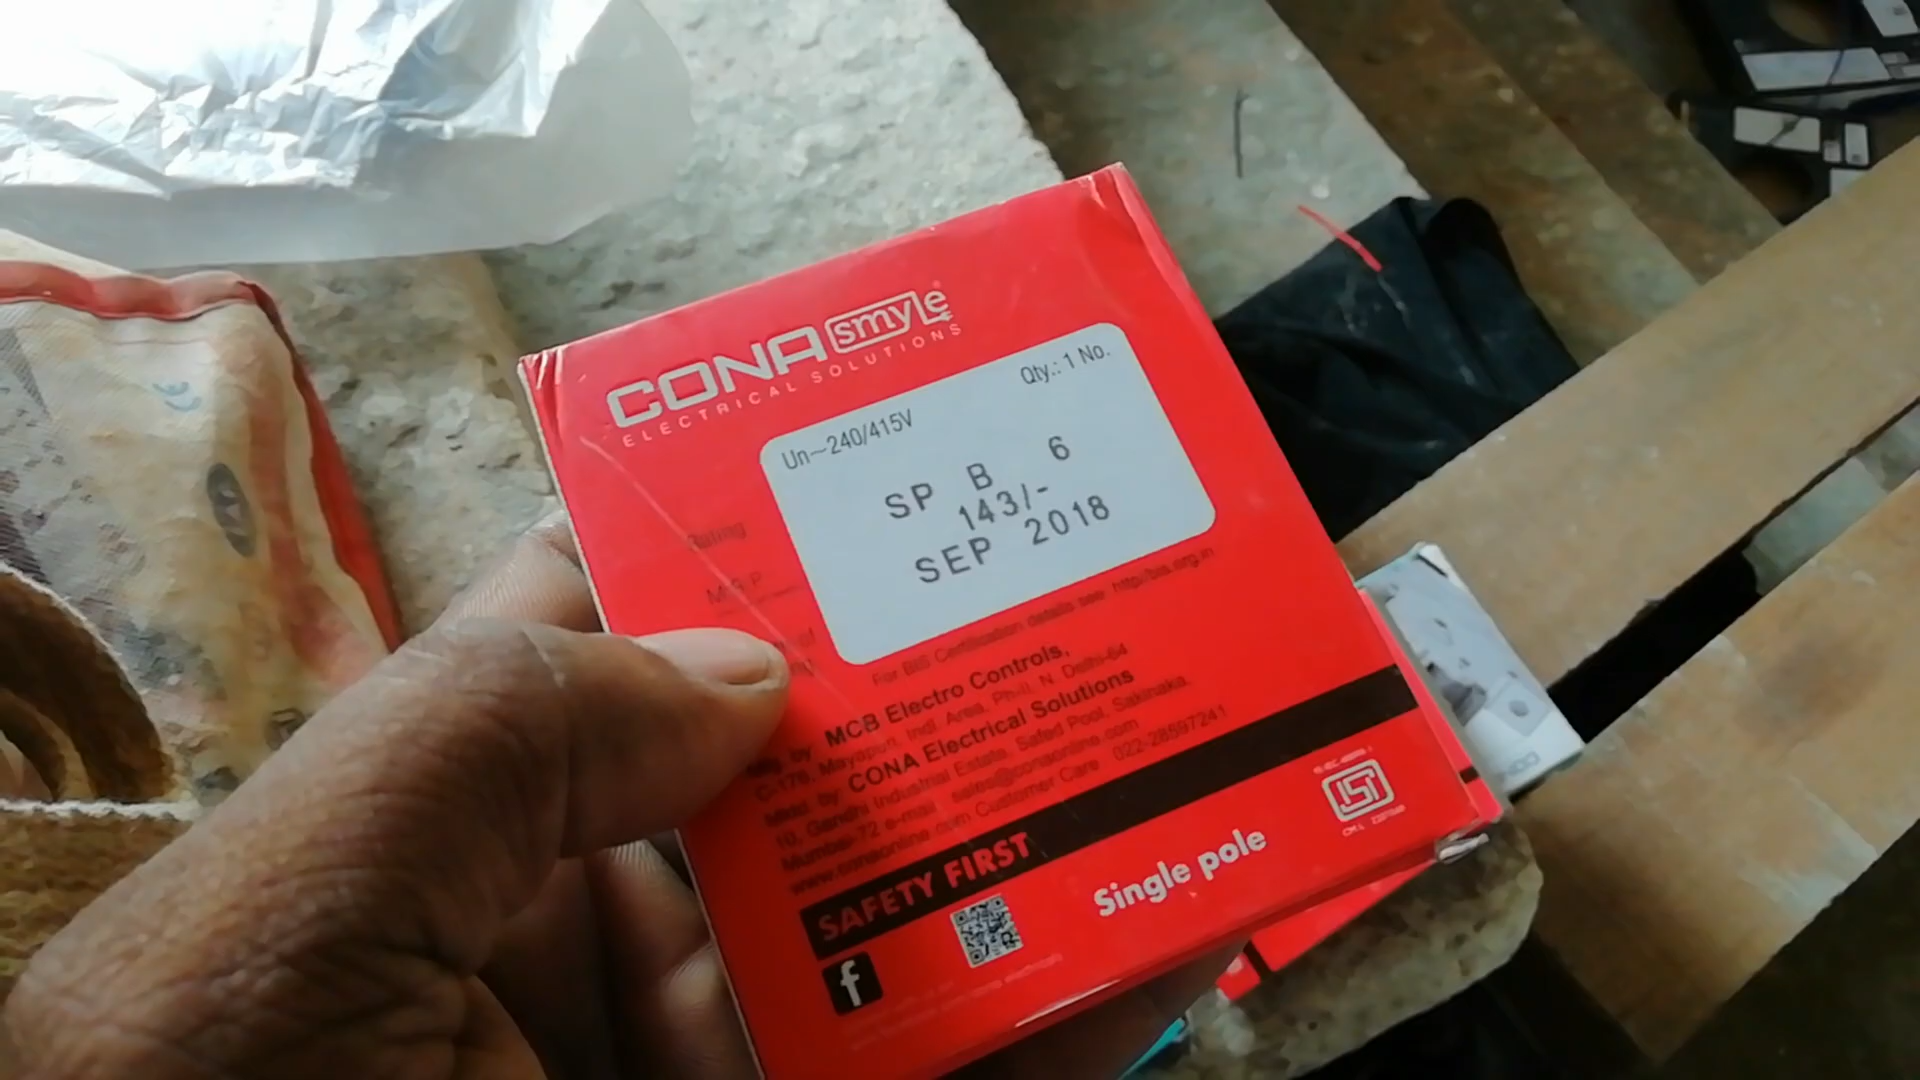 CONA smyle
ELECTRICAL SOLUTIONS
Un~240/415V Qty.: 1 No.
Rating SP B 6
M.R.P. 143/-
SEP 2018
For BIS Certification details see http//bis.org.in
MCB Electro Controls,
C-178, Mayapuri, Indl. Area, Ph-II, N. Delhi-64
Mktd by CONA Electrical Solutions
10, Gandhi Industrial Estate, Safed Pool, Sakinaka,
Mumbai-72 e-mail sales@conaonline.com
www.conaonline.com Customer Care 022-28597241
SAFETY FIRST
f
Single pole
ISI